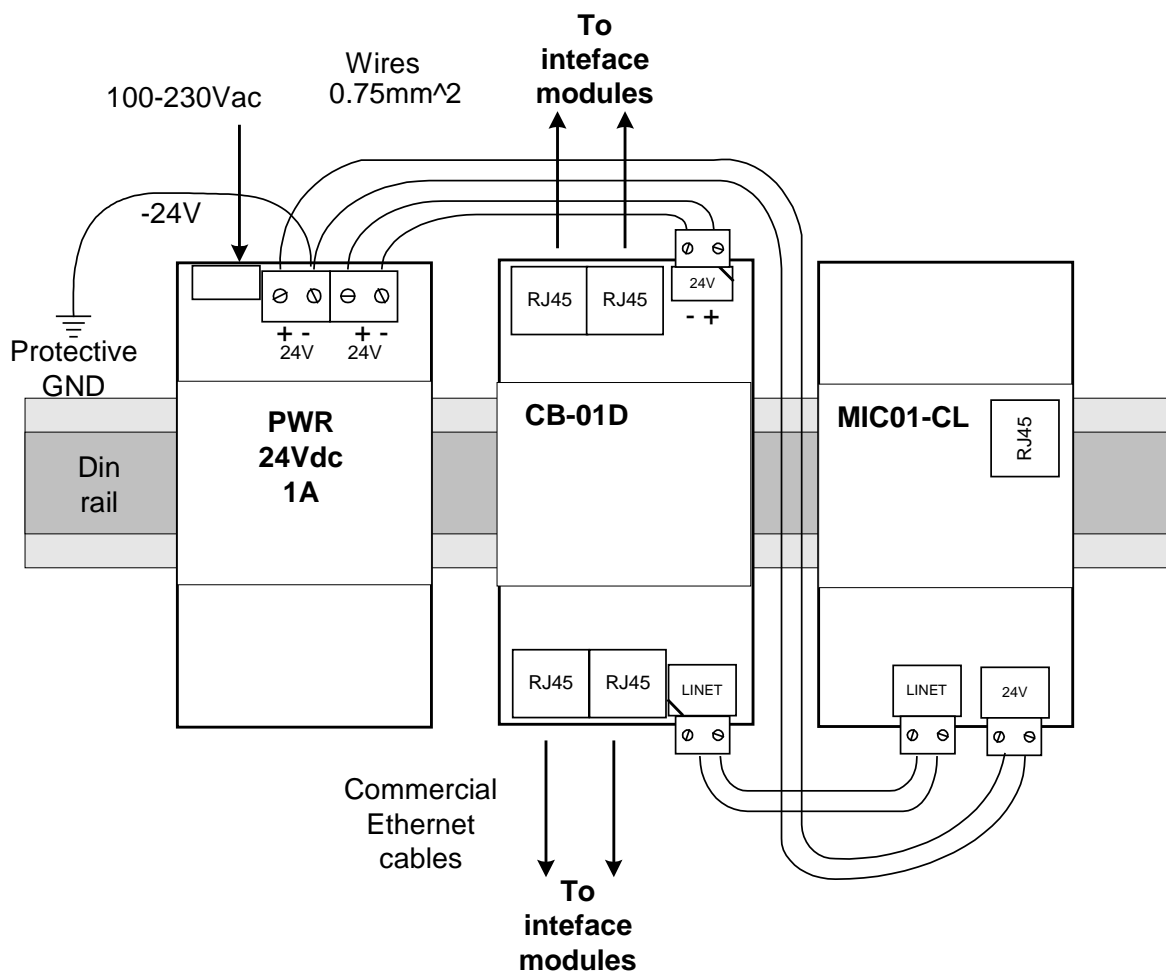 To
inteface
modules
Wires
0.75mm^2
100-230Vac
-24V
Protective
GND
+ - + -
24V 24V
RJ45 RJ45 24V
- +
PWR
24Vdc
1A
CB-01D
MIC01-CL
RJ45
Din
rail
RJ45 RJ45 LINET
LINET 24V
Commercial
Ethernet
cables
To
inteface
modules